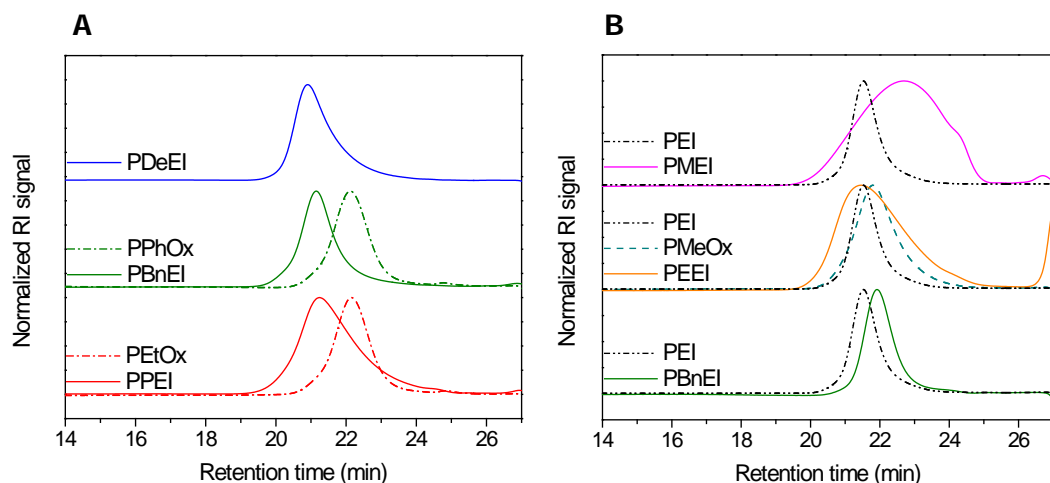 A
Normalized RI signal
PDeEI
PPhOx
PBnEI
PEtOx
PPEI
14 16 18 20 22 24 26
Retention time (min)
B
Normalized RI signal
PEI
PMEI
PEI
PMeOx
PEEI
PEI
PBnEI
14 16 18 20 22 24 26
Retention time (min)